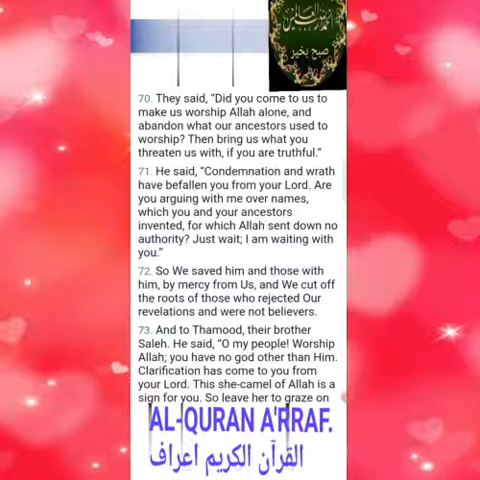 صبح بخیر
70. They said, “Did you come to us to
make us worship Allah alone, and
abandon what our ancestors used to
worship? Then bring us what you
threaten us with, if you are truthful.”
71. He said, “Condemnation and wrath
have befallen you from your Lord. Are
you arguing with me over names,
which you and your ancestors
invented, for which Allah sent down no
authority? Just wait; I am waiting with
you.”
72. So We saved him and those with
him, by mercy from Us, and We cut off
the roots of those who rejected Our
revelations and were not believers.
73. And to Thamood, their brother
Saleh. He said, “O my people! Worship
Allah; you have no god other than Him.
Clarification has come to you from
your Lord. This she-camel of Allah is a
sign for you. So leave her to graze on
AL-QURAN A'RRAF.
القرآن الكريم اعراف